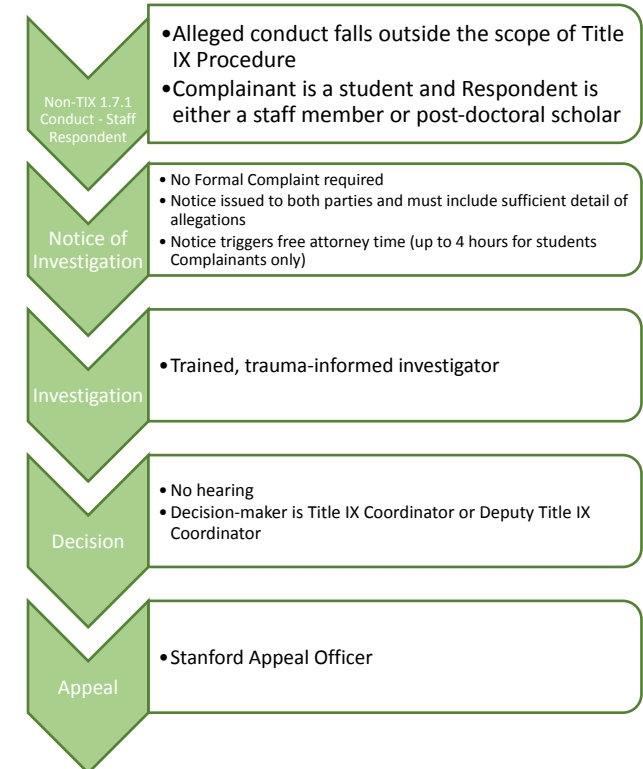 Non-TIX 1.7.1
Conduct - Staff
Respondent
•Alleged conduct falls outside the scope of Title
IX Procedure
•Complainant is a student and Respondent is
either a staff member or post-doctoral scholar
Notice of
Investigation
• No Formal Complaint required
• Notice issued to both parties and must include sufficient detail of
allegations
• Notice triggers free attorney time (up to 4 hours for students
Complainants only)
Investigation
•Trained, trauma-informed investigator
Decision
• No hearing
• Decision-maker is Title IX Coordinator or Deputy Title IX
Coordinator
Appeal
•Stanford Appeal Officer